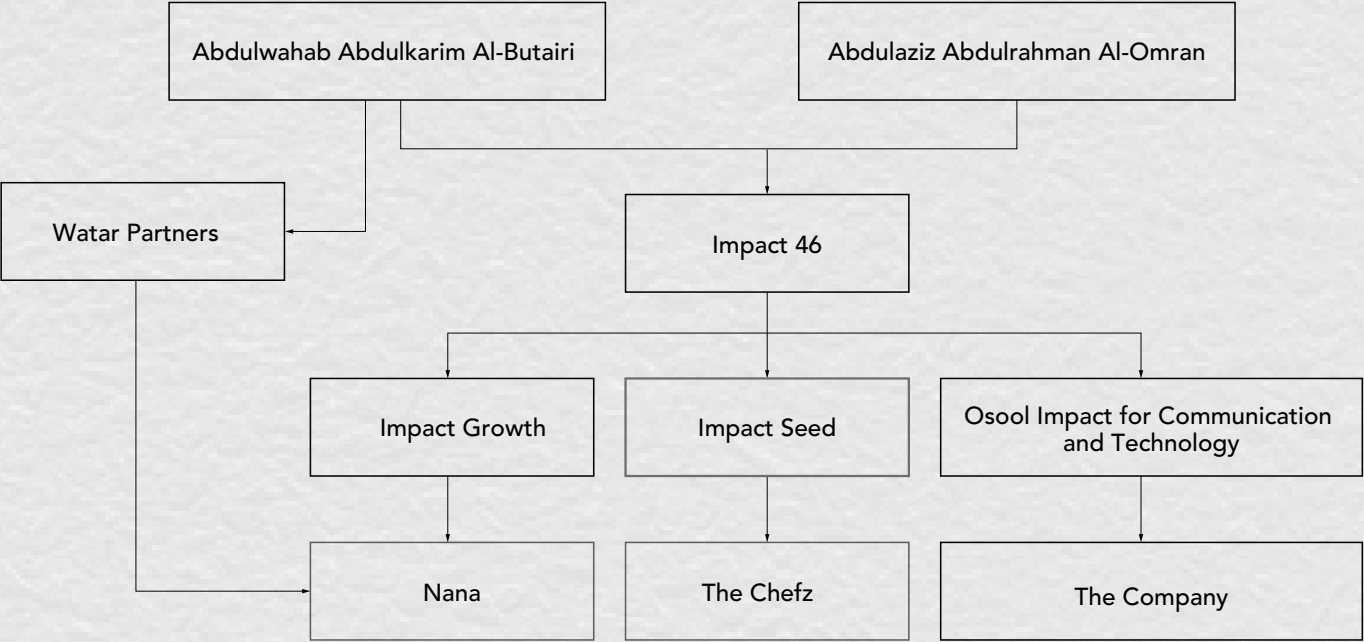 Abdulwahab Abdulkarim Al-Butairi
Abdulaziz Abdulrahman Al-Omran
Watar Partners
Impact 46
Impact Growth
Impact Seed
Osool Impact for Communication
and Technology
Nana
The Chefz
The Company